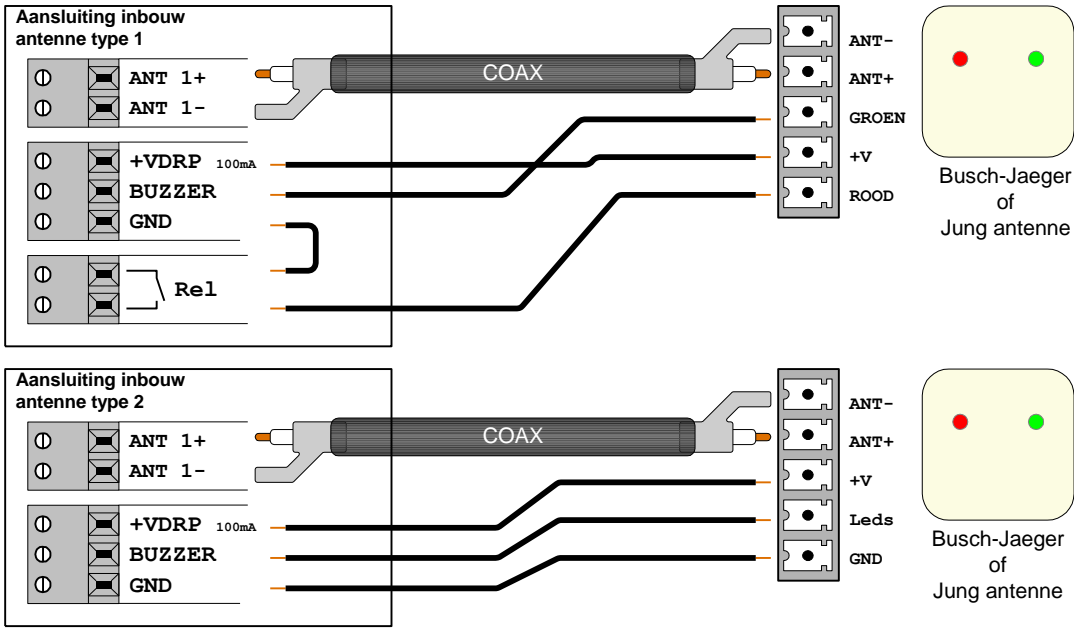 Aansluiting inbouw
antenne type 1
ANT 1+
ANT 1-
+VDRP 100mA
BUZZER
GND
Rel
COAX
ANT-
ANT+
GROEN
+V
ROOD
Busch-Jaeger
of
Jung antenne
Aansluiting inbouw
antenne type 2
ANT 1+
ANT 1-
+VDRP 100mA
BUZZER
GND
COAX
ANT-
ANT+
+V
Leds
GND
Busch-Jaeger
of
Jung antenne